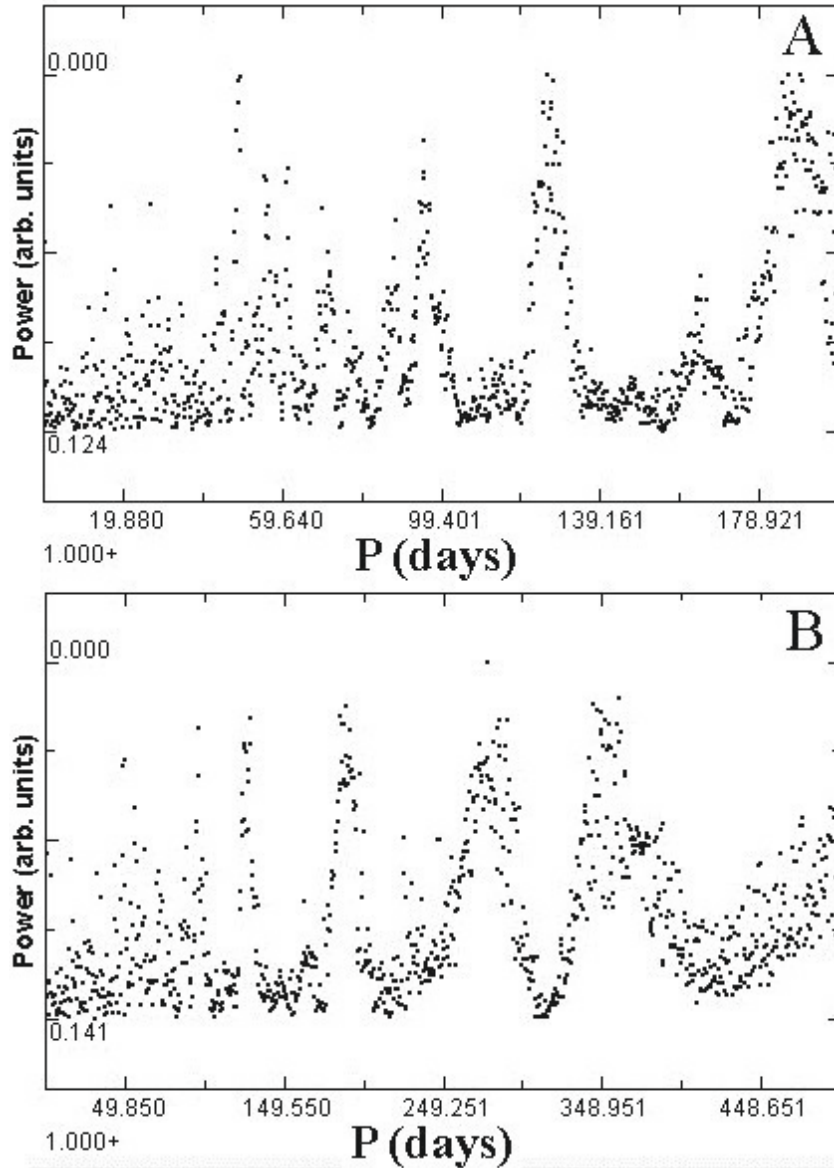 A
0.000
Power (arb. units)
0.124
19.880 59.640 99.401 139.161 178.921
1.000+
P (days)
B
0.000
Power (arb. units)
0.141
49.850 149.550 249.251 348.951 448.651
1.000+
P (days)